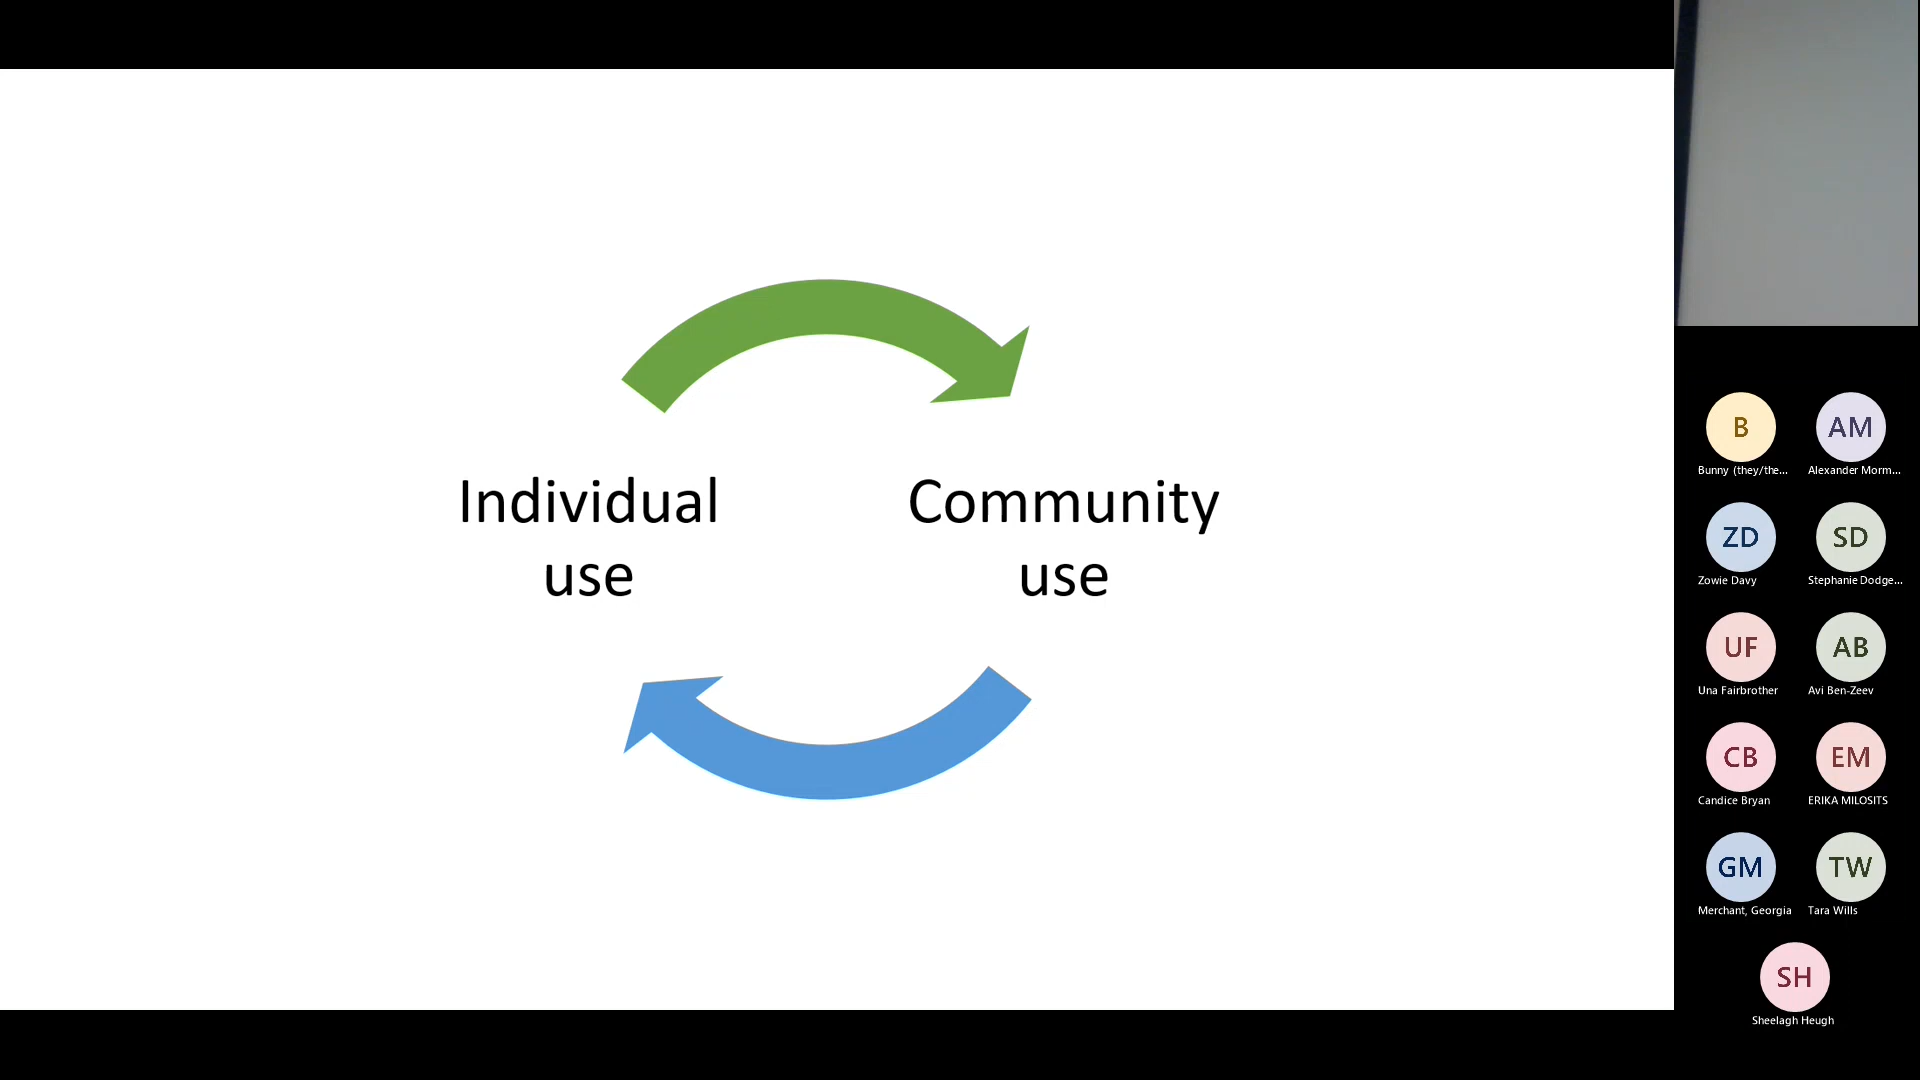 Individual
use
Community
use
B
Bunny (they/the...
AM
Alexander Morm...
ZD
Zowie Davy
SD
Stephanie Dodge...
UF
Una Fairbrother
AB
Avi Ben-Zeev
CB
Candice Bryan
EM
ERIKA MILOSITS
GM
Merchant, Georgia
TW
Tara Wills
SH
Sheelagh Heugh